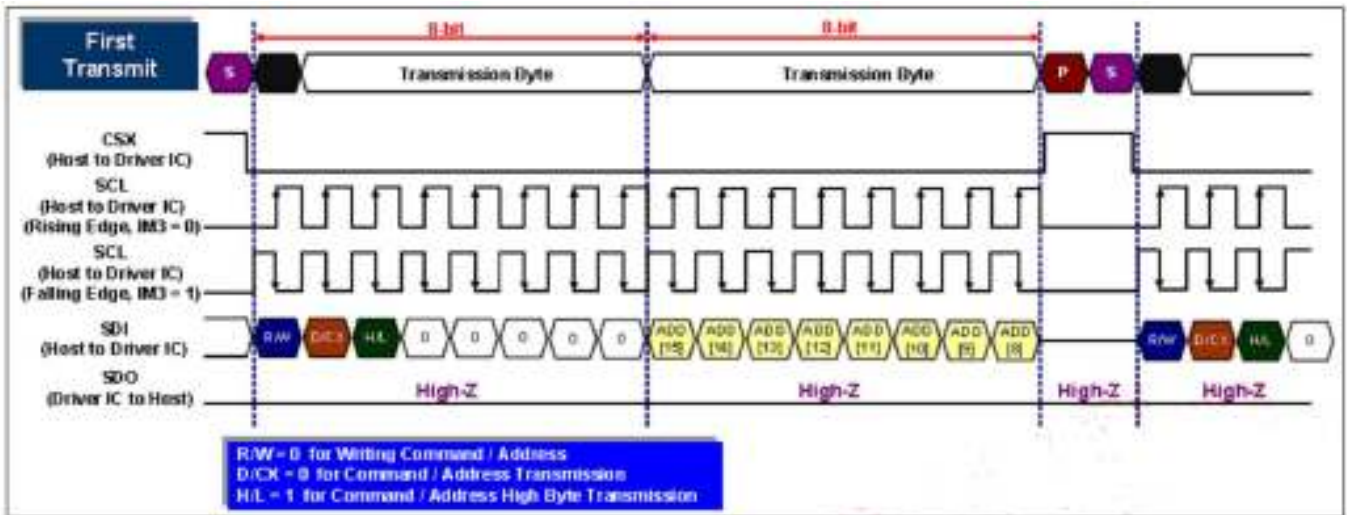 8-bit 8-bit
First
Transmit
S Transmission Byte Transmission Byte P S
CSX
(Host to Driver IC)
SCL
(Host to Driver IC)
(Rising Edge, IM3 = 0)
SCL
(Host to Driver IC)
(Falling Edge, IM3 = 1)
SDI
(Host to Driver IC)
R/W D/CX H/L 0 0 0 0 0 ADD [15] ADD [14] ADD [13] ADD [12] ADD [11] ADD [10] ADD [9] ADD [8] R/W D/CX H/L 0
SDO
(Driver IC to Host)
High-Z High-Z High-Z High-Z
R/W = 0 for Writing Command / Address
D/CX = 0 for Command / Address Transmission
H/L = 1 for Command / Address High Byte Transmission